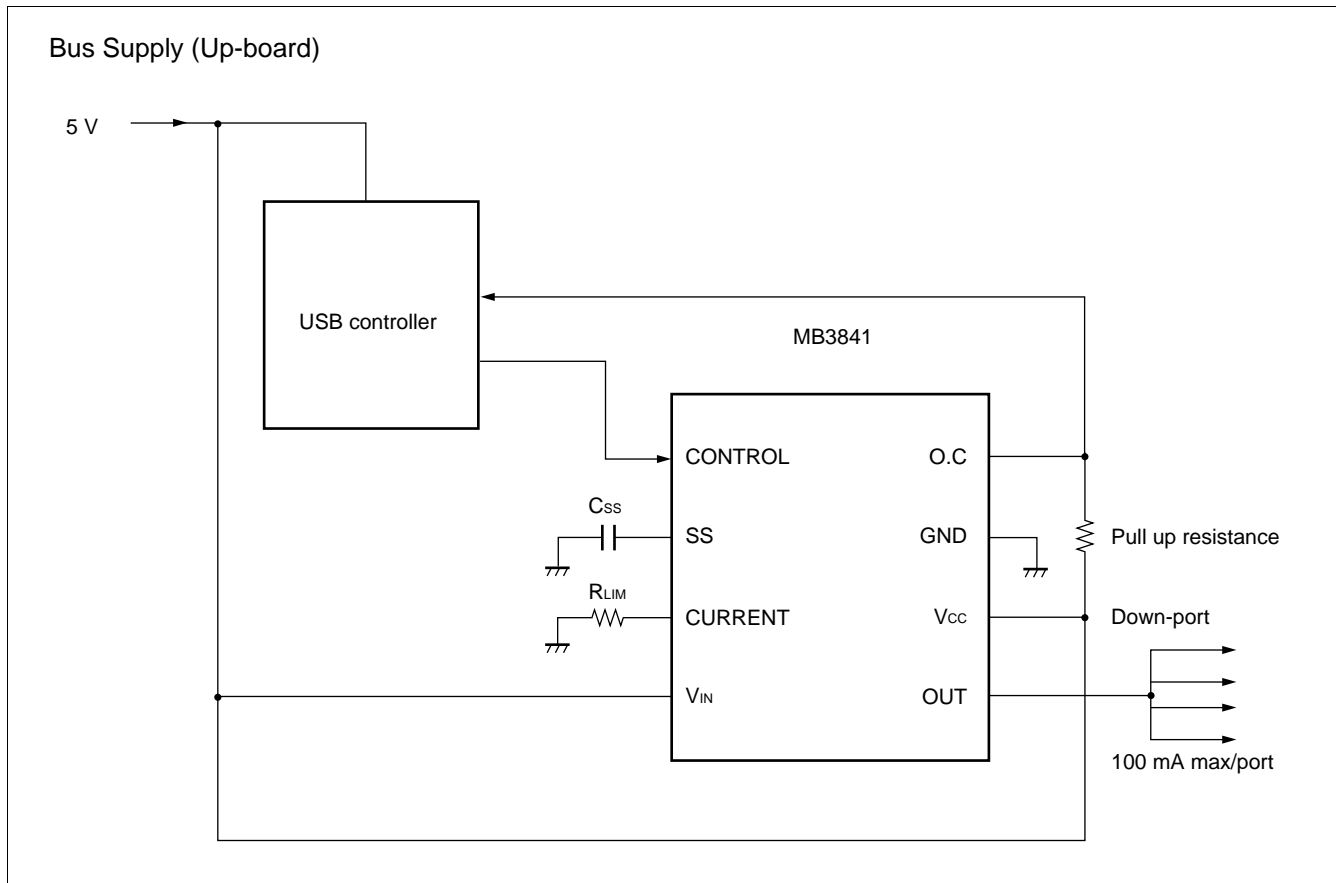 Bus Supply (Up-board)
5 V
USB controller
MB3841
CONTROL
O.C
CSS
SS
GND
Pull up resistance
RLIM
CURRENT
VCC
Down-port
VIN
OUT
100 mA max/port